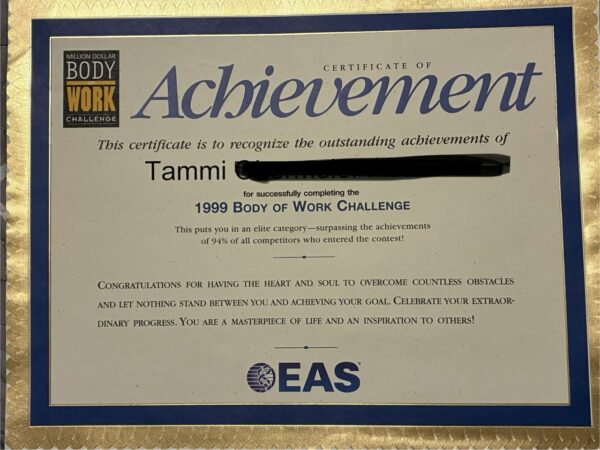 MILLION DOLLAR
BODY
OF
WORK
CHALLENGE
CERTIFICATE OF
Achievement
This certificate is to recognize the outstanding achievements of
Tammi
for successfully completing the
1999 BODY OF WORK CHALLENGE
This puts you in an elite category—surpassing the achievements
of 94% of all competitors who entered the contest!
CONGRATULATIONS FOR HAVING THE HEART AND SOUL TO OVERCOME COUNTLESS OBSTACLES
AND LET NOTHING STAND BETWEEN YOU AND ACHIEVING YOUR GOAL. CELEBRATE YOUR EXTRAOR-
DINARY PROGRESS. YOU ARE A MASTERPIECE OF LIFE AND AN INSPIRATION TO OTHERS!
EAS